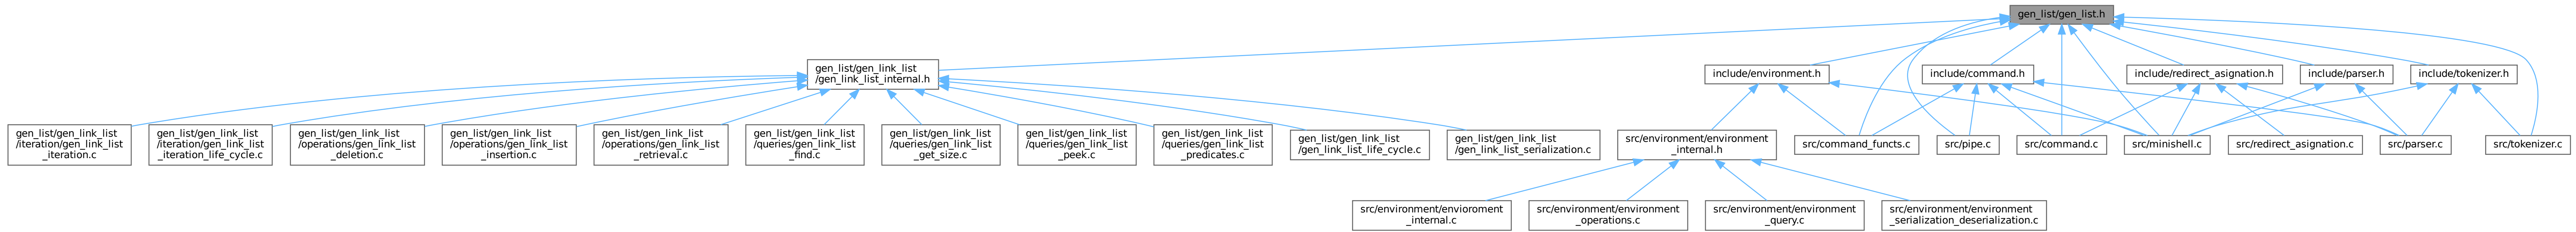 gen_list/gen_list.h
gen_list/gen_link_list
/gen_link_list_internal.h
include/environment.h
include/command.h
include/redirect_asignation.h
include/parser.h
include/tokenizer.h
gen_list/gen_link_list
/iteration/gen_link_list
_iteration.c
gen_list/gen_link_list
/iteration/gen_link_list
_iteration_life_cycle.c
gen_list/gen_link_list
/operations/gen_link_list
_deletion.c
gen_list/gen_link_list
/operations/gen_link_list
_insertion.c
gen_list/gen_link_list
/operations/gen_link_list
_retrieval.c
gen_list/gen_link_list
/queries/gen_link_list
_find.c
gen_list/gen_link_list
/queries/gen_link_list
_get_size.c
gen_list/gen_link_list
/queries/gen_link_list
_peek.c
gen_list/gen_link_list
/queries/gen_link_list
_predicates.c
gen_list/gen_link_list
/gen_link_list_life_cycle.c
gen_list/gen_link_list
/gen_link_list_serialization.c
src/environment/environment
_internal.h
src/command_functs.c
src/pipe.c
src/command.c
src/minishell.c
src/redirect_asignation.c
src/parser.c
src/tokenizer.c
src/environment/envioroment
_internal.c
src/environment/environment
_operations.c
src/environment/environment
_query.c
src/environment/environment
_serialization_deserialization.c